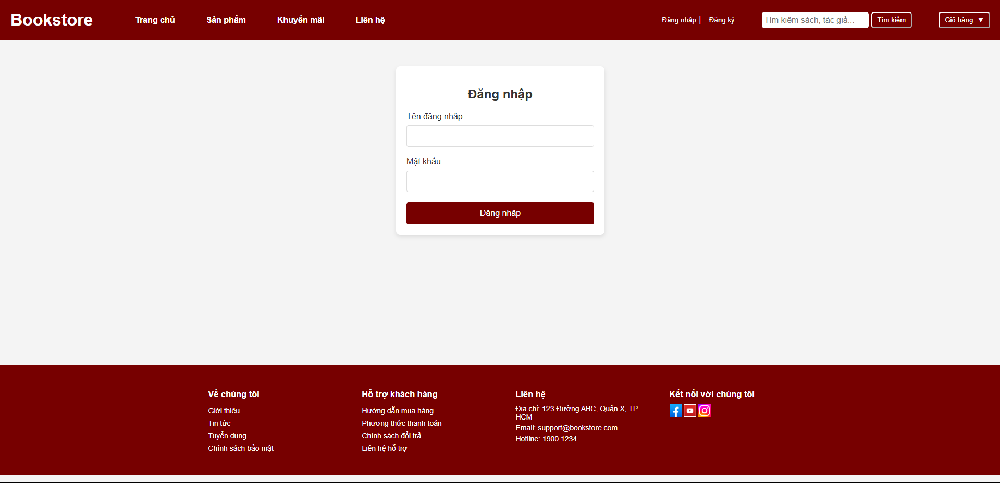 Bookstore
Trang chủ
Sản phẩm
Khuyến mãi
Liên hệ
Đăng nhập |
Đăng ký
Tìm kiếm sách, tác giả...
Tìm kiếm
Giỏ hàng ▼
Đăng nhập
Tên đăng nhập
Mật khẩu
Đăng nhập
Về chúng tôi
Giới thiệu
Tin tức
Tuyển dụng
Chính sách bảo mật
Hỗ trợ khách hàng
Hướng dẫn mua hàng
Phương thức thanh toán
Chính sách đổi trả
Liên hệ hỗ trợ
Liên hệ
Địa chỉ: 123 Đường ABC, Quận X, TP
HCM
Email: support@bookstore.com
Hotline: 1900 1234
Kết nối với chúng tôi